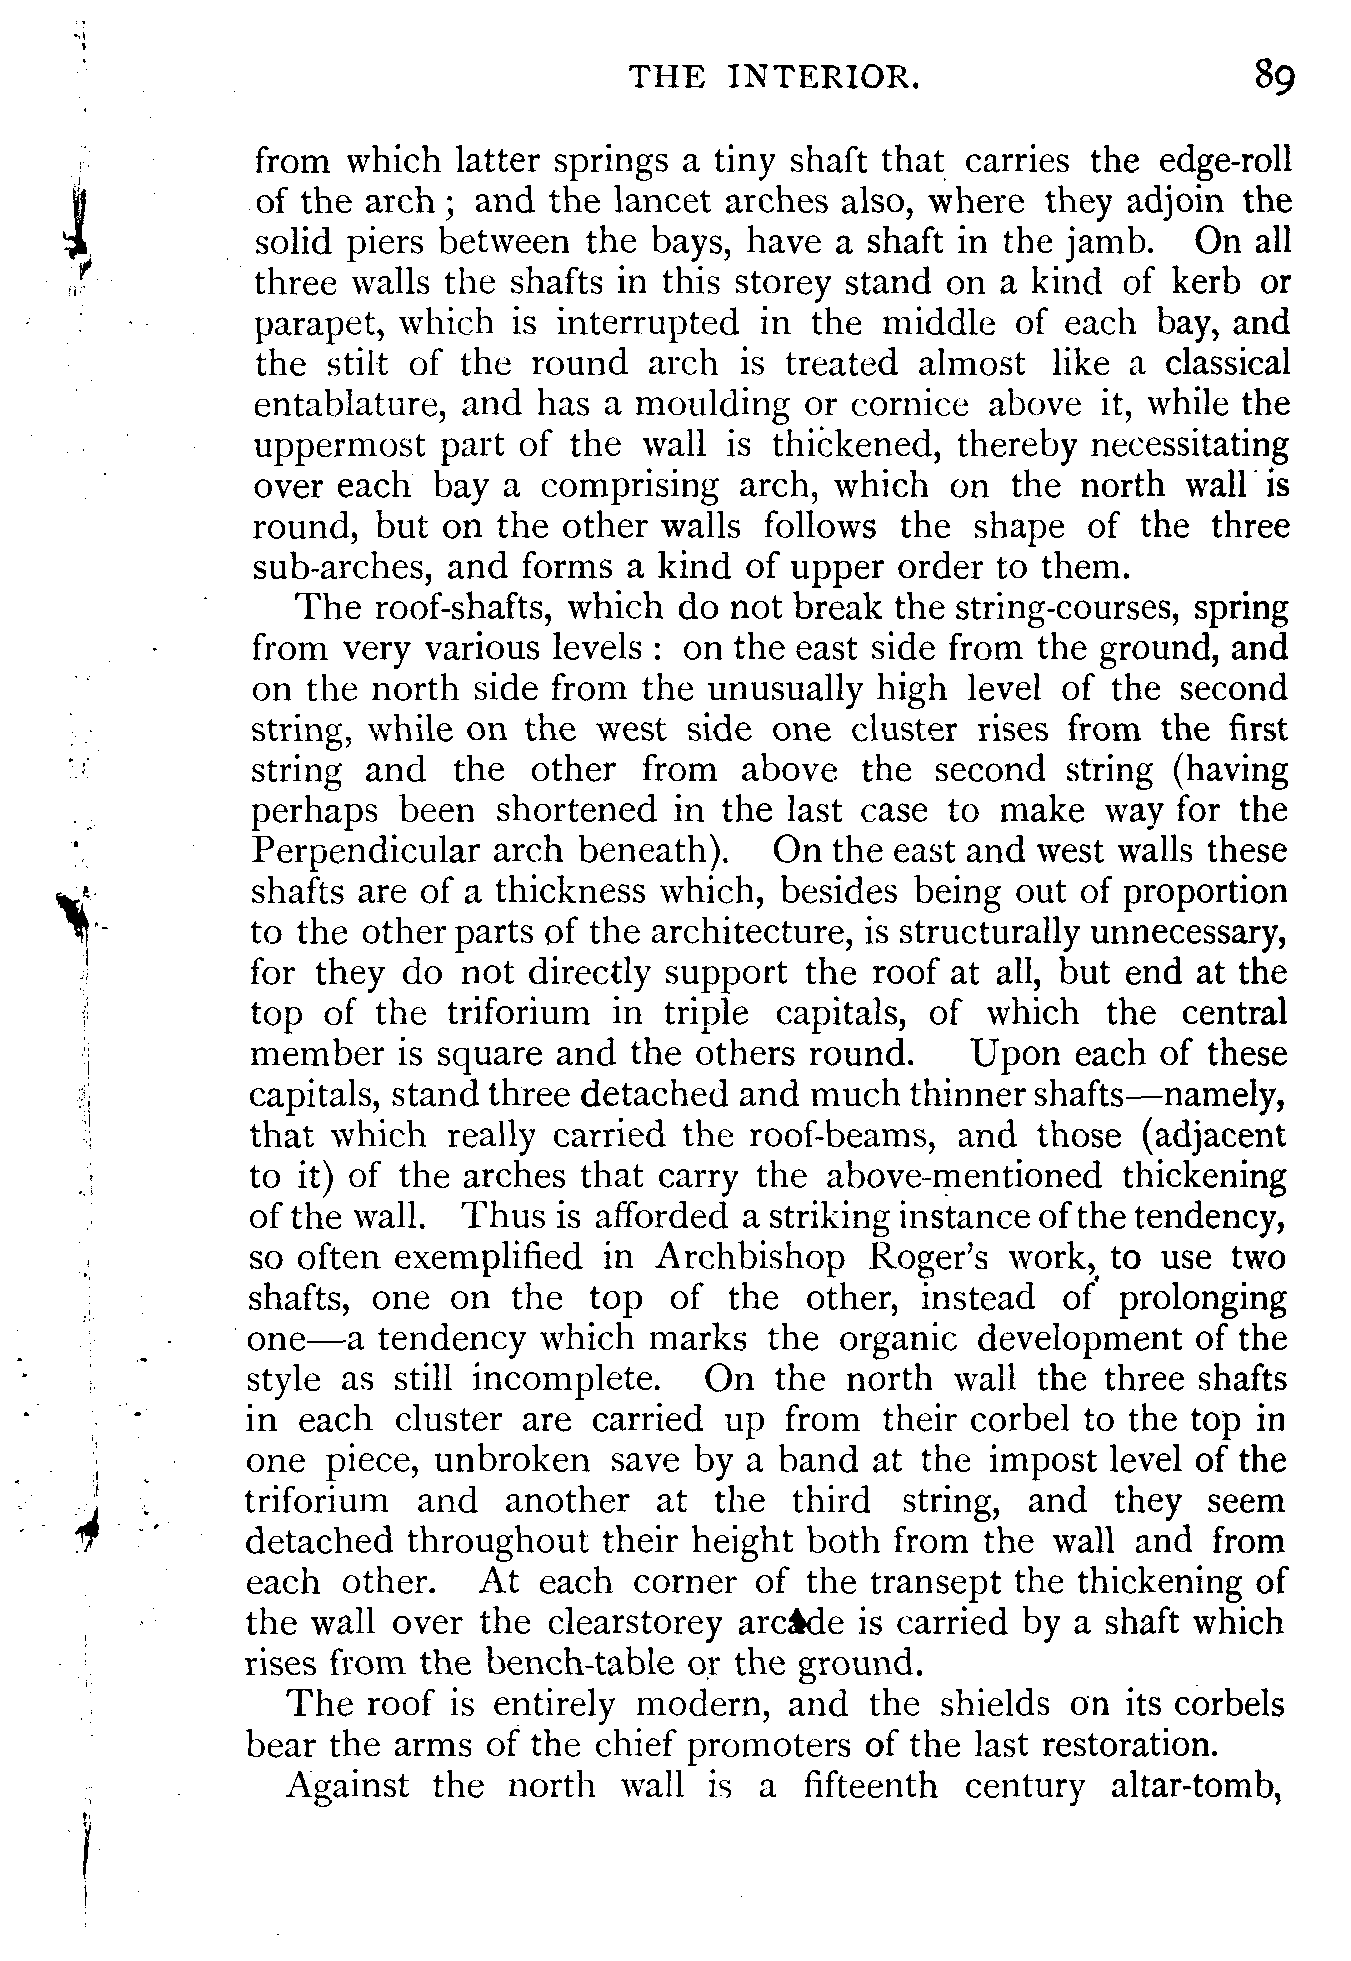 THE INTERIOR. 89
from which latter springs a tiny shaft that carries the edge-roll
of the arch ; and the lancet arches also, where they adjoin the
solid piers between the bays, have a shaft in the jamb. On all
three walls the shafts in this storey stand on a kind of kerb or
parapet, which is interrupted in the middle of each bay, and
the stilt of the round arch is treated almost like a classical
entablature, and has a moulding or cornice above it, while the
uppermost part of the wall is thickened, thereby necessitating
over each bay a comprising arch, which on the north wall is
round, but on the other walls follows the shape of the three
sub-arches, and forms a kind of upper order to them.
The roof-shafts, which do not break the string-courses, spring
from very various levels : on the east side from the ground, and
on the north side from the unusually high level of the second
string, while on the west side one cluster rises from the first
string and the other from above the second string (having
perhaps been shortened in the last case to make way for the
Perpendicular arch beneath). On the east and west walls these
shafts are of a thickness which, besides being out of proportion
to the other parts of the architecture, is structurally unnecessary,
for they do not directly support the roof at all, but end at the
top of the triforium in triple capitals, of which the central
member is square and the others round. Upon each of these
capitals, stand three detached and much thinner shafts—namely,
that which really carried the roof-beams, and those (adjacent
to it) of the arches that carry the above-mentioned thickening
of the wall. Thus is afforded a striking instance of the tendency,
so often exemplified in Archbishop Roger's work, to use two
shafts, one on the top of the other, instead of prolonging
one—a tendency which marks the organic development of the
style as still incomplete. On the north wall the three shafts
in each cluster are carried up from their corbel to the top in
one piece, unbroken save by a band at the impost level of the
triforium and another at the third string, and they seem
detached throughout their height both from the wall and from
each other. At each corner of the transept the thickening of
the wall over the clearstorey arcade is carried by a shaft which
rises from the bench-table or the ground.
The roof is entirely modern, and the shields on its corbels
bear the arms of the chief promoters of the last restoration.
Against the north wall is a fifteenth century altar-tomb,